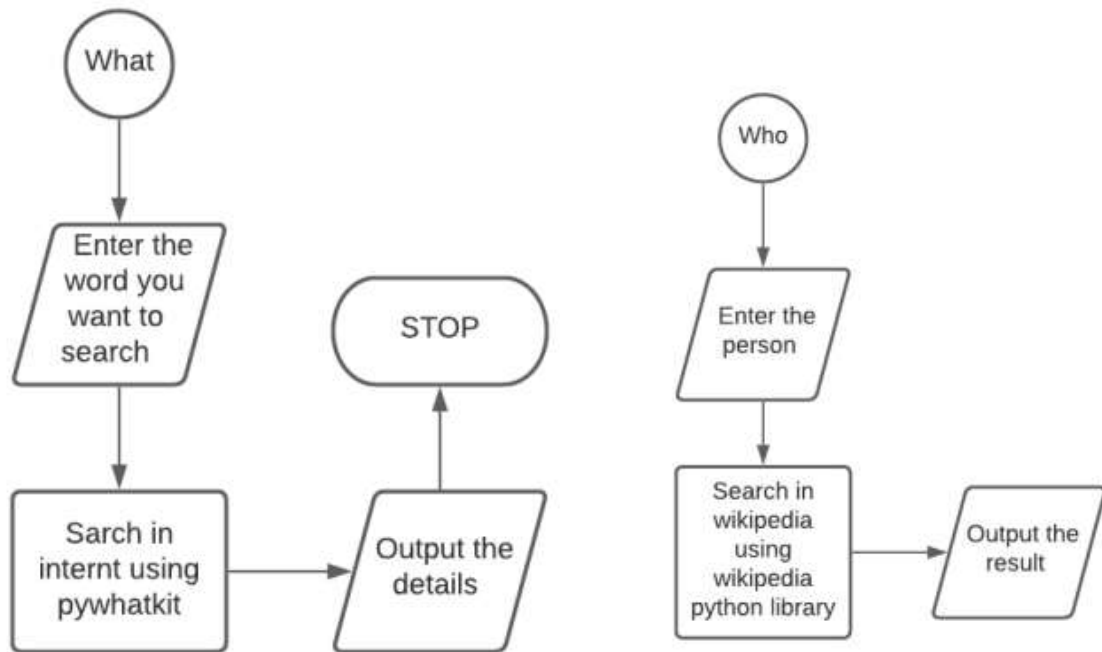 What
Enter the
word you
want to
search
Sarch in
internt using
pywhatkit
Output the
details
STOP
Who
Enter the
person
Search in
wikipedia
using
wikipedia
python library
Output the
result